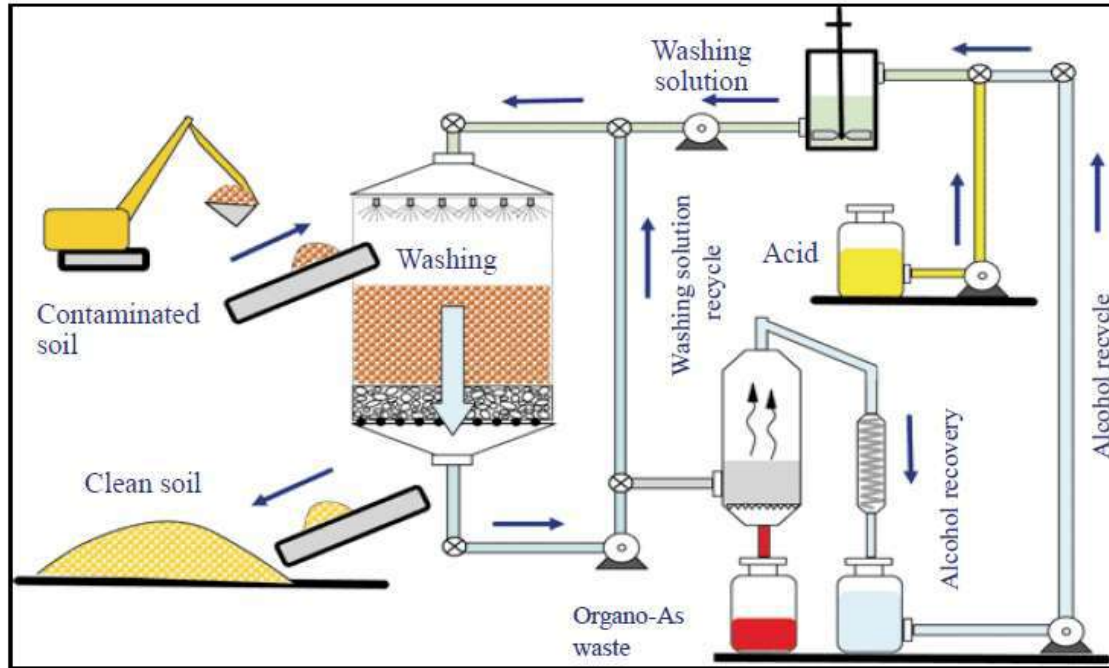 Washing
solution
Contaminated
soil
Washing
Acid
Washing solution
recycle
Alcohol recycle
Clean soil
Alcohol recovery
Organo-As
waste